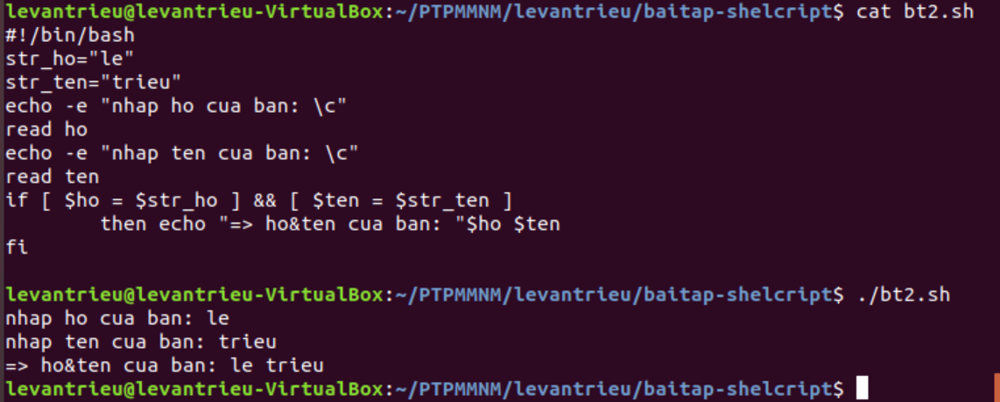 levantrieu@levantrieu-VirtualBox:~/PTPMMNM/levantrieu/baitap-shelcript$ cat bt2.sh
#!/bin/bash
str_ho="le"
str_ten="trieu"
echo -e "nhap ho cua ban: \c"
read ho
echo -e "nhap ten cua ban: \c"
read ten
if [ $ho = $str_ho ] && [ $ten = $str_ten ]
        then echo "=> ho&ten cua ban: "$ho $ten
fi

levantrieu@levantrieu-VirtualBox:~/PTPMMNM/levantrieu/baitap-shelcript$ ./bt2.sh
nhap ho cua ban: le
nhap ten cua ban: trieu
=> ho&ten cua ban: le trieu
levantrieu@levantrieu-VirtualBox:~/PTPMMNM/levantrieu/baitap-shelcript$